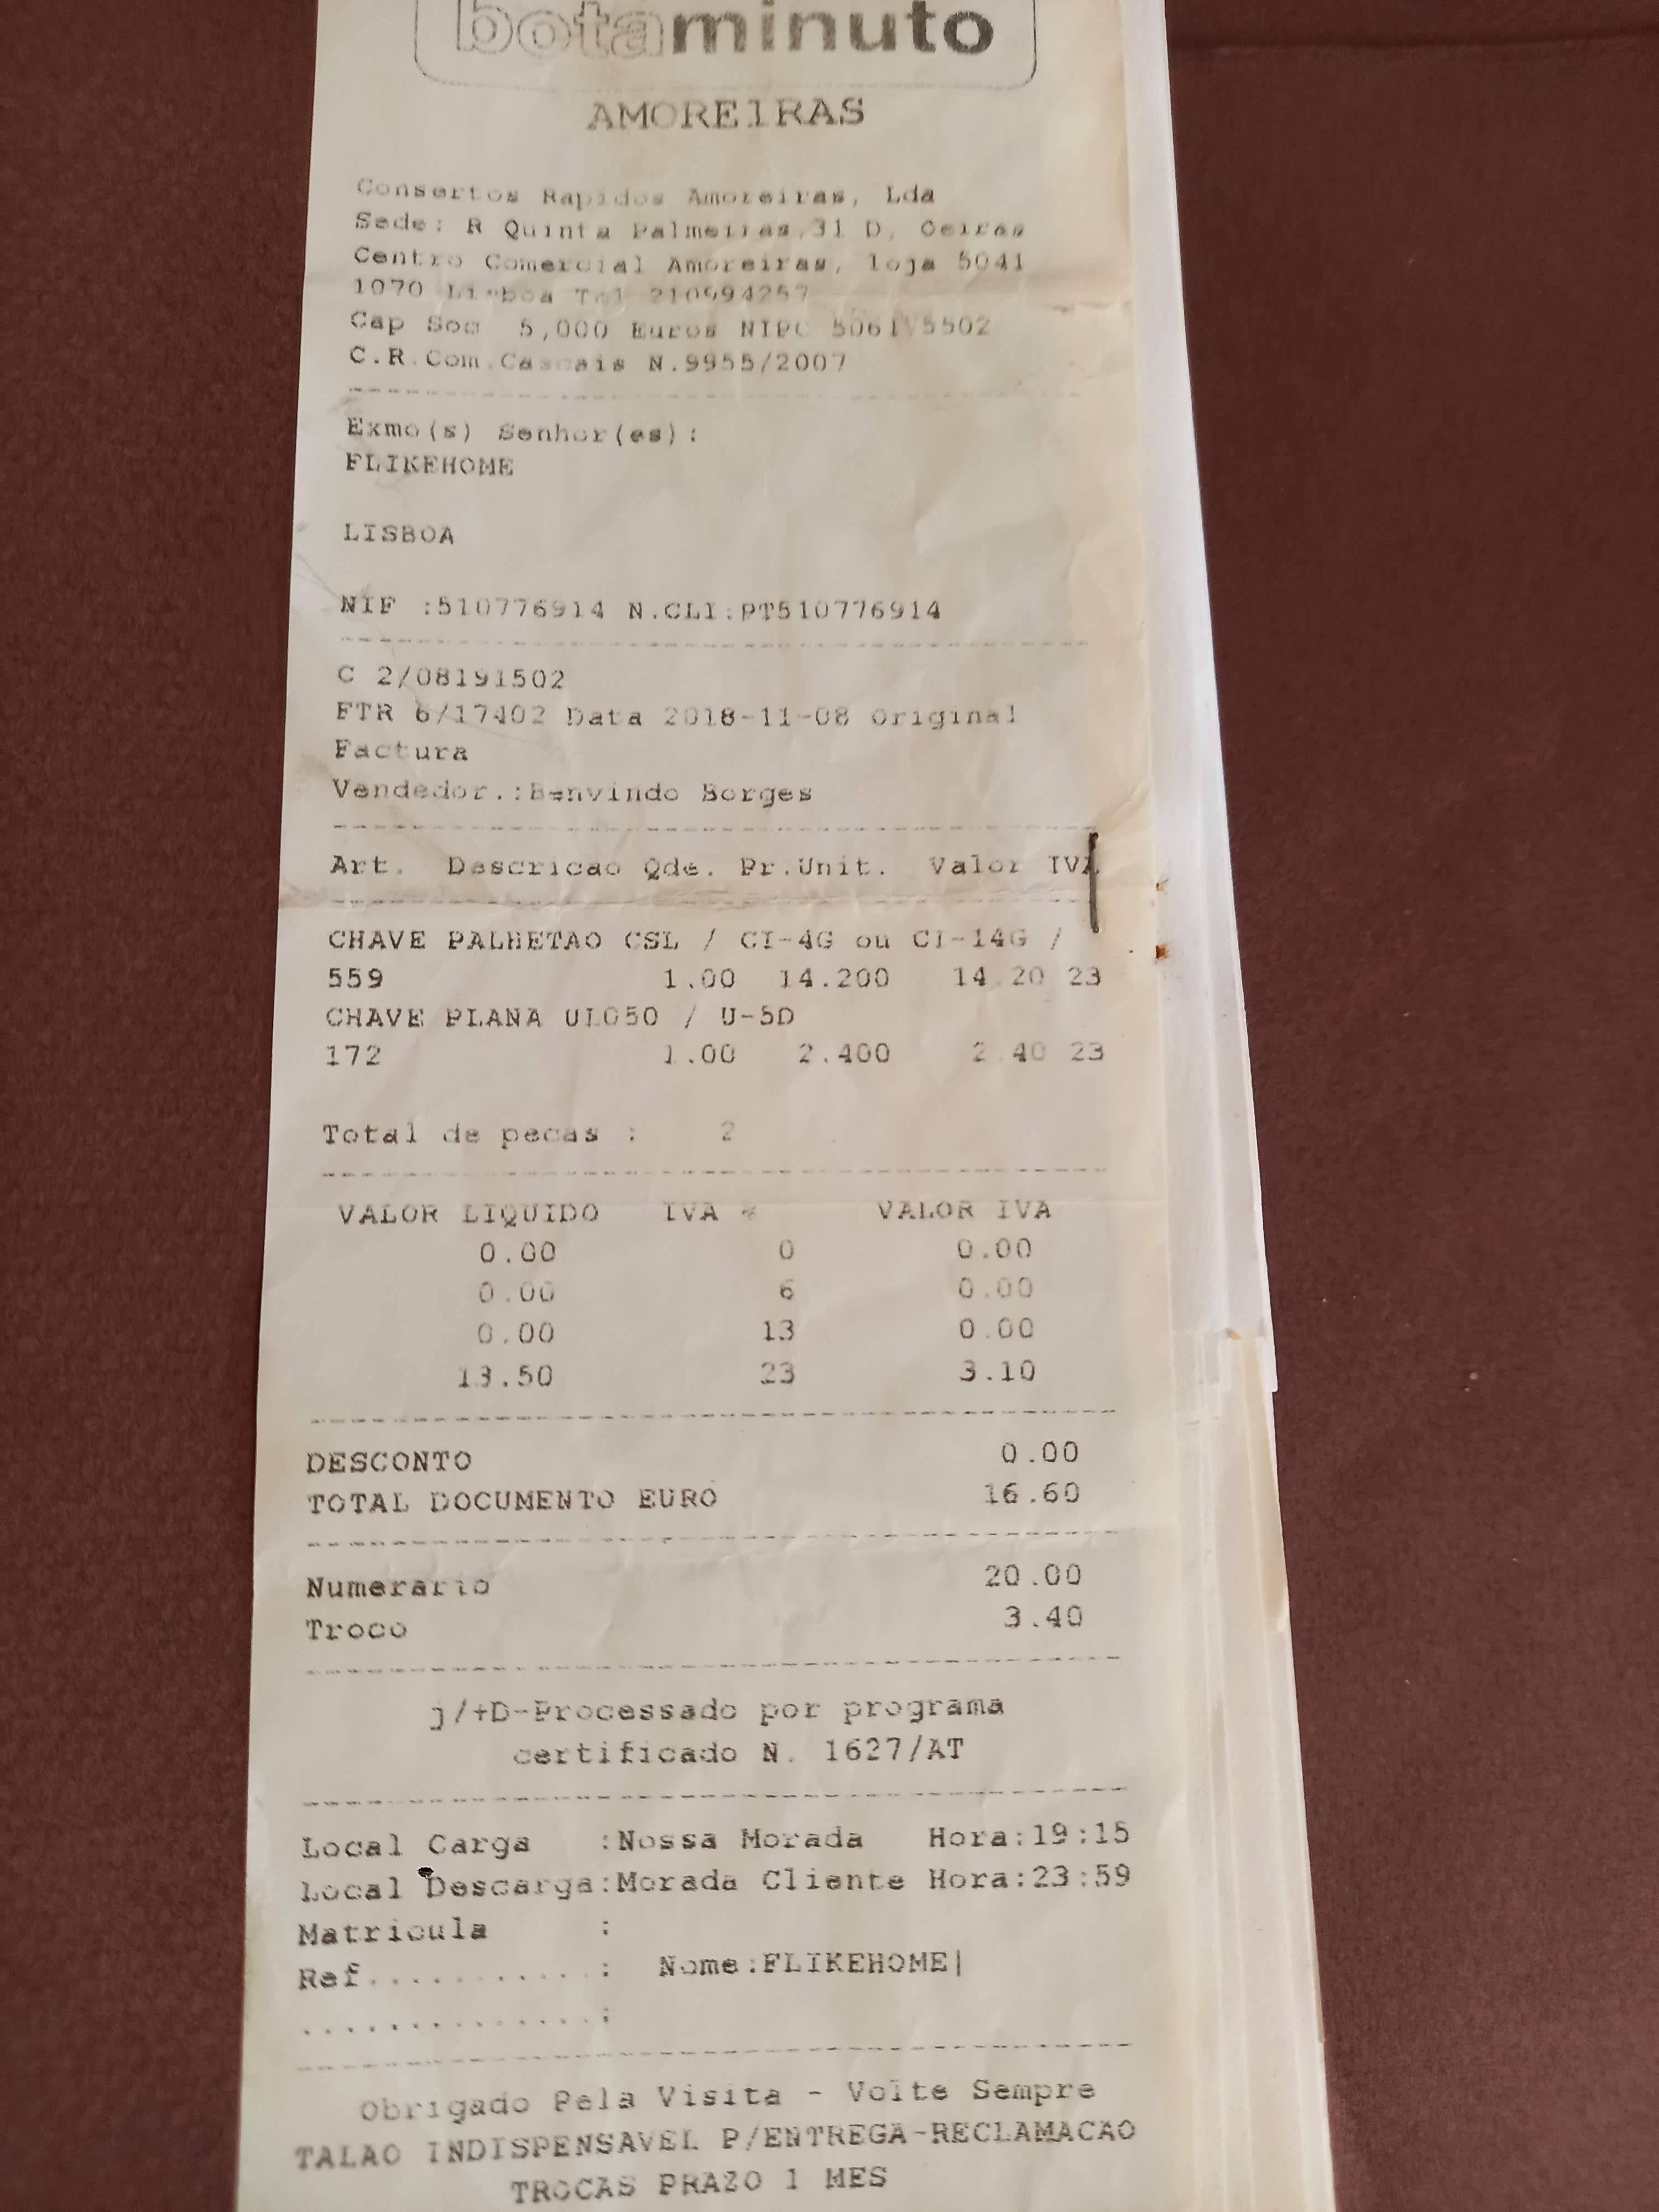 botaminuto
AMOREIRAS
Consertos Rapidos Amoreiras, Lda
Sede: R Quinta Palmeiras,31 D, Oeiras
Centro Comercial Amoreiras, loja 5041
1070 Lisboa Tel 210994257
Cap Soc 5,000 Euros NIPC
C.R.Com.Cascais N.9955/2007
Exmo(s) Senhor(es):
FLIKEHOME
LISBOA
NIF :510776914 N.CLI:PT510776914
C 2/08191502
FTR 6/17402 Data 2018-11-08 Original
Factura
Vendedor.:Benvindo Borges
Art. Descricao Qde. Pr.Unit. Valor IVA
CHAVE PALHETAO CSL / CI-4G ou CI-14G /
559 1.00 14.200 14.20 23
CHAVE PLANA UL050 / U-5D
172 1.00 2.400 2.40 23
Total de pecas : 2
VALOR LIQUIDO IVA % VALOR IVA
0.00 0 0.00
0.00 6 0.00
0.00 13 0.00
13.50 23 3.10
DESCONTO 0.00
TOTAL DOCUMENTO EURO 16.60
Numerario 20.00
Troco 3.40
j/+D-Processado por programa
certificado N. 1627/AT
Local Carga :Nossa Morada Hora:19:15
Local Descarga:Morada Cliente Hora:23:59
Matricula :
Ref...........: Nome:FLIKEHOME|
..............:
Obrigado Pela Visita - Volte Sempre
TALAO INDISPENSAVEL P/ENTREGA-RECLAMACAO
TROCAS PRAZO 1 MES